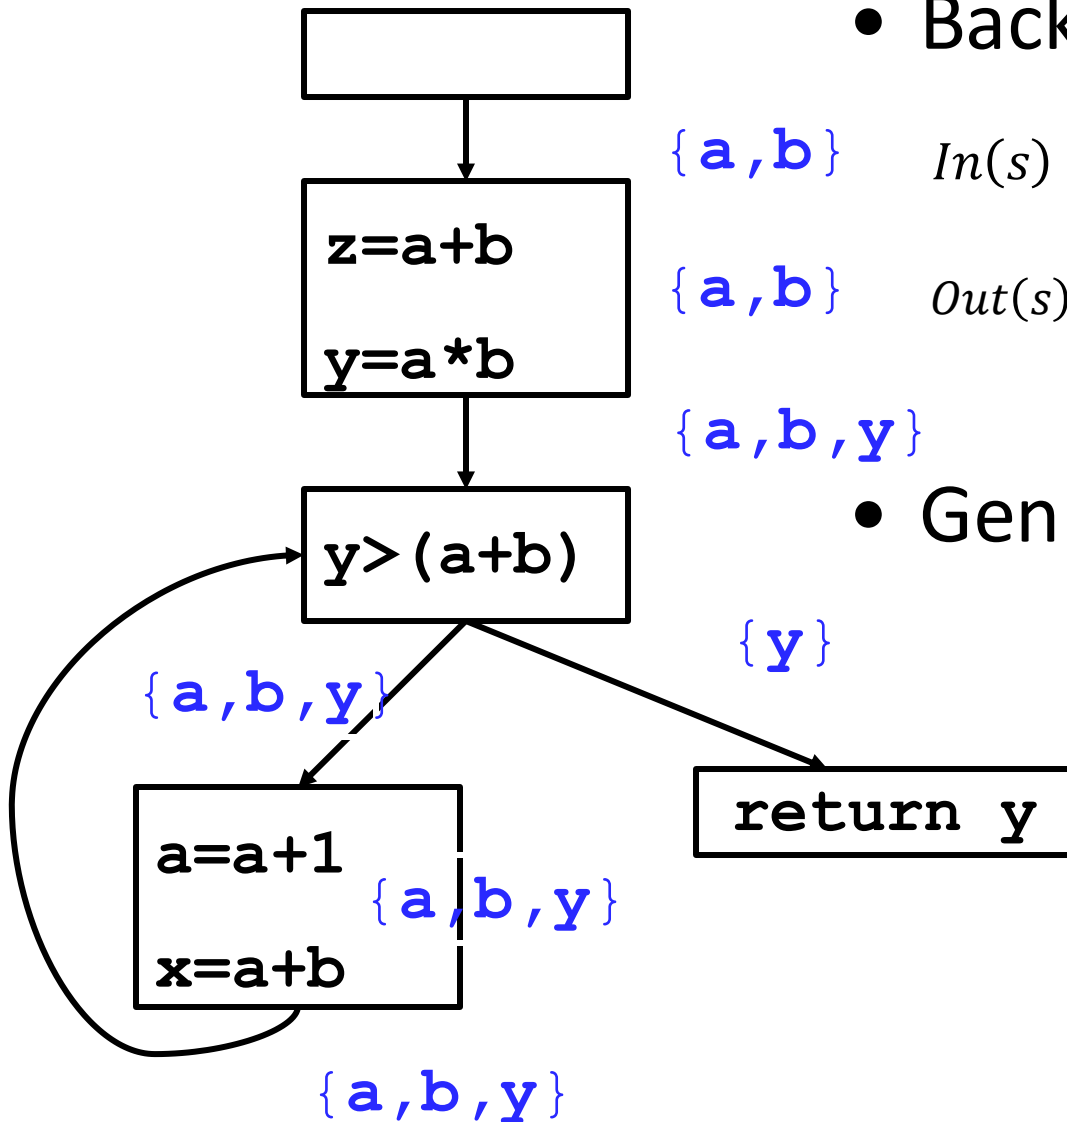 • Back
{a,b}
In(s)
z=a+b
{a,b}
Out(s)
y=a*b
{a,b,y}
• Gen
y>(a+b)
{y}
{a,b,y}
return y
a=a+1
{a,b,y}
x=a+b
{a,b,y}